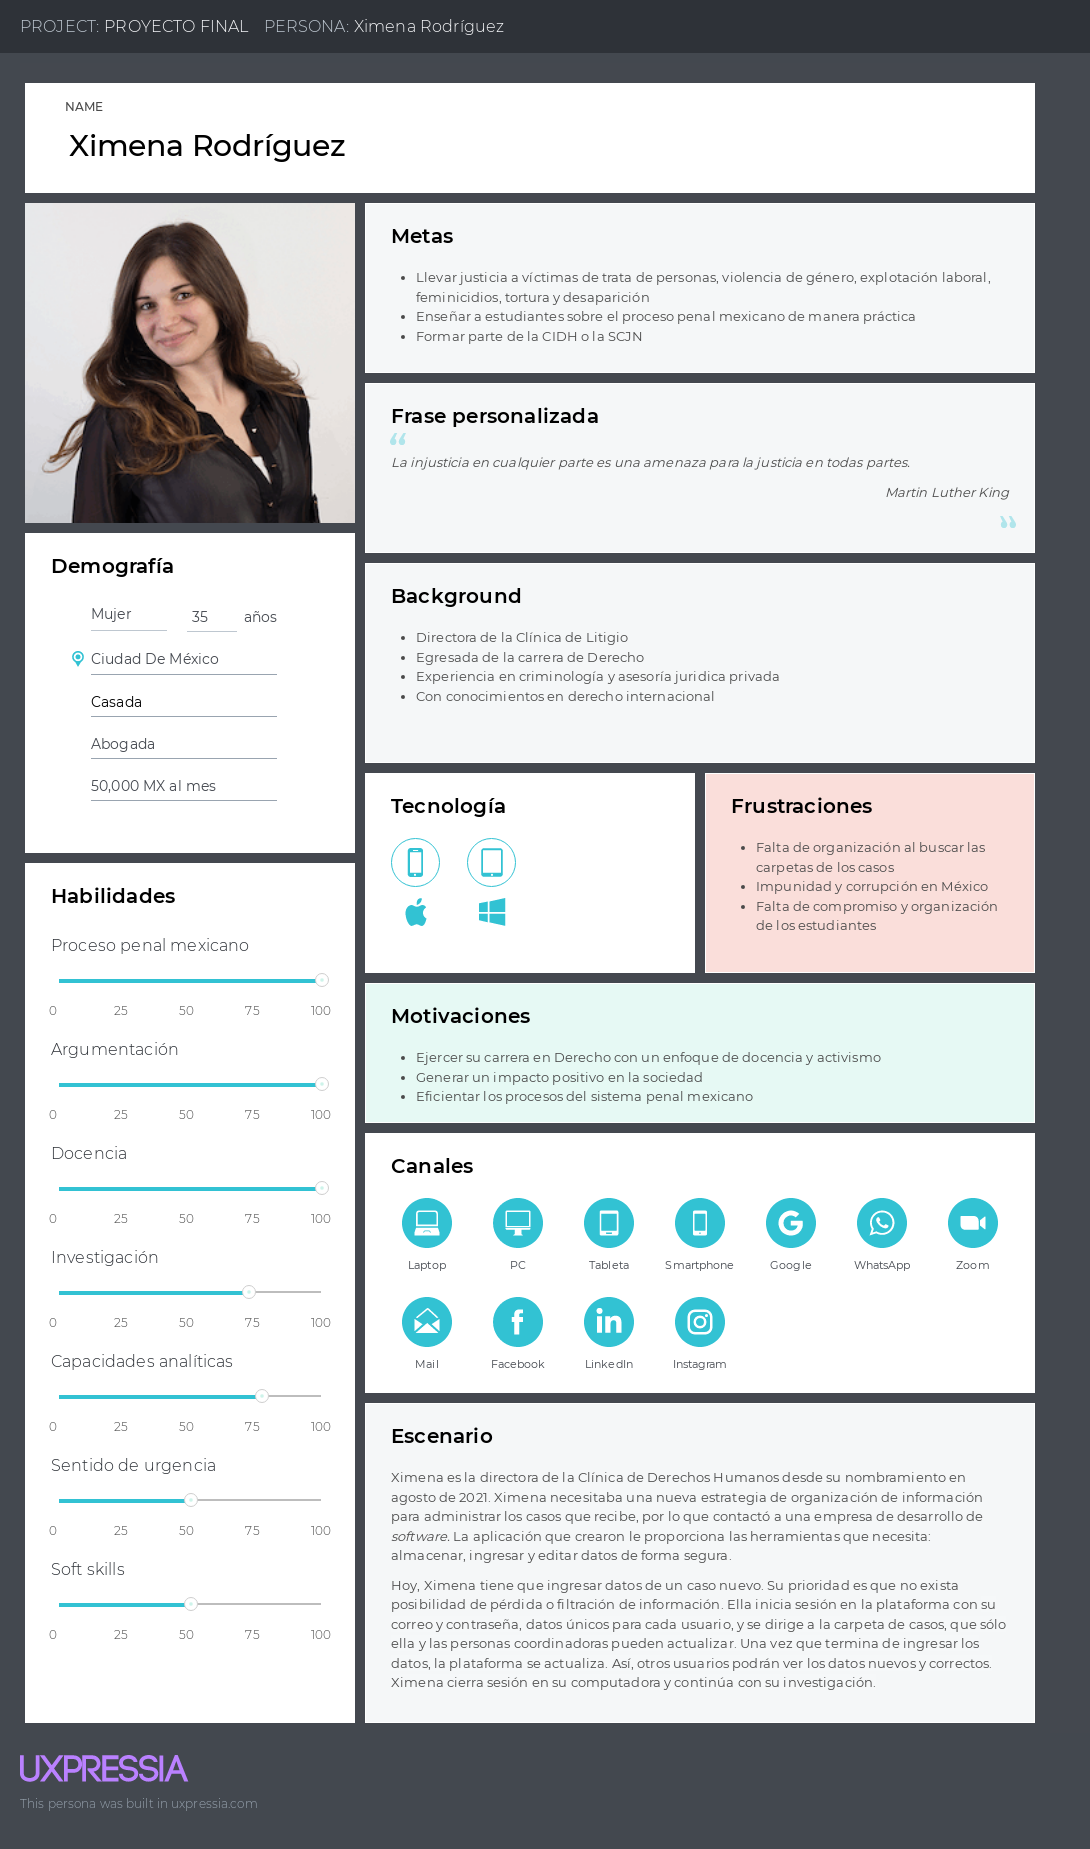 PROJECT: PROYECTO FINAL PERSONA: Ximena Rodríguez
NAME
Ximena Rodríguez
Demografía
Mujer 35 años
Ciudad De México
Casada
Abogada
50,000 MX al mes
Habilidades
Proceso penal mexicano
0 25 50 75 100
Argumentación
0 25 50 75 100
Docencia
0 25 50 75 100
Investigación
0 25 50 75 100
Capacidades analíticas
0 25 50 75 100
Sentido de urgencia
0 25 50 75 100
Soft skills
0 25 50 75 100
Metas
• Llevar justicia a víctimas de trata de personas, violencia de género, explotación laboral,
feminicidios, tortura y desaparición
• Enseñar a estudiantes sobre el proceso penal mexicano de manera práctica
• Formar parte de la CIDH o la SCJN
Frase personalizada
“
La injusticia en cualquier parte es una amenaza para la justicia en todas partes.
Martin Luther King
”
Background
• Directora de la Clínica de Litigio
• Egresada de la carrera de Derecho
• Experiencia en criminología y asesoría juridica privada
• Con conocimientos en derecho internacional
Tecnología
Frustraciones
• Falta de organización al buscar las
carpetas de los casos
• Impunidad y corrupción en México
• Falta de compromiso y organización
de los estudiantes
Motivaciones
• Ejercer su carrera en Derecho con un enfoque de docencia y activismo
• Generar un impacto positivo en la sociedad
• Eficientar los procesos del sistema penal mexicano
Canales
Laptop PC Tableta Smartphone Google WhatsApp Zoom
Mail Facebook LinkedIn Instagram
Escenario
Ximena es la directora de la Clínica de Derechos Humanos desde su nombramiento en
agosto de 2021. Ximena necesitaba una nueva estrategia de organización de información
para administrar los casos que recibe, por lo que contactó a una empresa de desarrollo de
software. La aplicación que crearon le proporciona las herramientas que necesita:
almacenar, ingresar y editar datos de forma segura.
Hoy, Ximena tiene que ingresar datos de un caso nuevo. Su prioridad es que no exista
posibilidad de pérdida o filtración de información. Ella inicia sesión en la plataforma con su
correo y contraseña, datos únicos para cada usuario, y se dirige a la carpeta de casos, que sólo
ella y las personas coordinadoras pueden actualizar. Una vez que termina de ingresar los
datos, la plataforma se actualiza. Así, otros usuarios podrán ver los datos nuevos y correctos.
Ximena cierra sesión en su computadora y continúa con su investigación.
UXPRESSIA
This persona was built in uxpressia.com